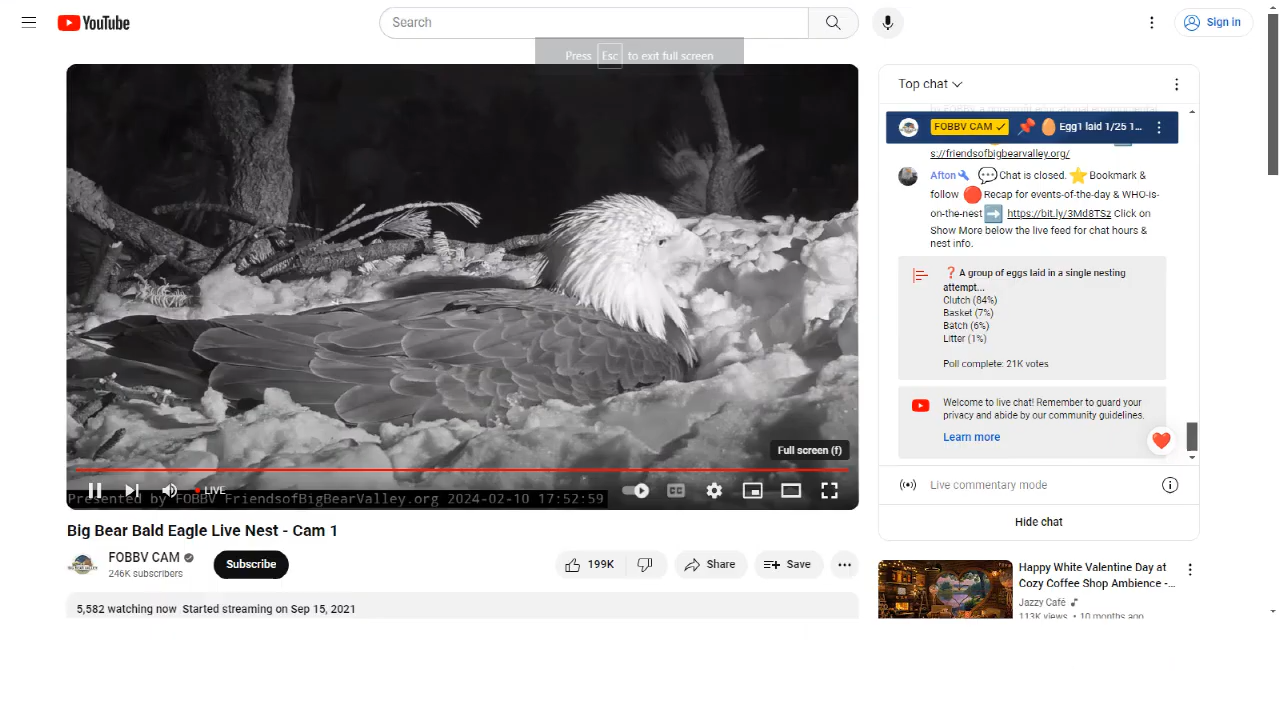 YouTube
Search
Sign in
Press Esc to exit full screen
Full screen (f)
LIVE
Presented by FOBBV FriendsofBigBearValley.org 2024-02-10 17:52:59
Big Bear Bald Eagle Live Nest - Cam 1
FOBBV CAM
246K subscribers
Subscribe
199K
Share
Save
5,582 watching now Started streaming on Sep 15, 2021
Top chat
FOBBV CAM Egg1 laid 1/25 1...
s://friendsofbigbearvalley.org/
Afton Chat is closed. Bookmark &
follow Recap for events-of-the-day & WHO-is-
on-the-nest https://bit.ly/3Md8TSz Click on
Show More below the live feed for chat hours &
nest info.
A group of eggs laid in a single nesting
attempt...
Clutch (84%)
Basket (7%)
Batch (6%)
Litter (1%)
Poll complete: 21K votes
Welcome to live chat! Remember to guard your
privacy and abide by our community guidelines.
Learn more
Live commentary mode
Hide chat
Happy White Valentine Day at
Cozy Coffee Shop Ambience -...
Jazzy Café
113K views • 10 months ago